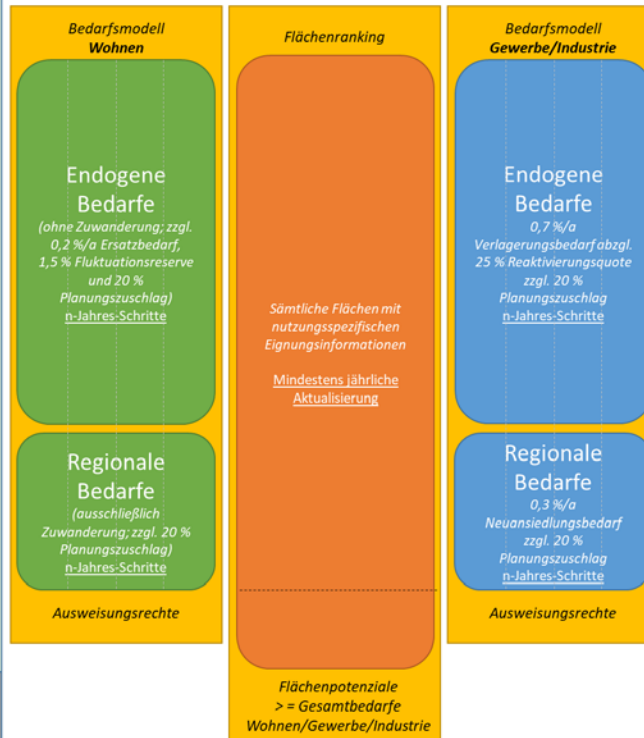 Bedarfsmodell
Wohnen
Endogene
Bedarfe
(ohne Zuwanderung; zzgl.
0,2 %/a Ersatzbedarf,
1,5 % Fluktuationsreserve
und 20 %
Planungszuschlag)
n-Jahres-Schritte
Regionale
Bedarfe
(ausschließlich
Zuwanderung; zzgl. 20 %
Planungszuschlag)
n-Jahres-Schritte
Ausweisungsrechte
Flächenranking
Sämtliche Flächen mit
nutzungsspezifischen
Eignungsinformationen
Mindestens jährliche
Aktualisierung
Flächenpotenziale
> = Gesamtbedarfe
Wohnen/Gewerbe/Industrie
Bedarfsmodell
Gewerbe/Industrie
Endogene
Bedarfe
0,7 %/a
Verlagerungsbedarf abzgl.
25 % Reaktivierungsquote
zzgl. 20 %
Planungszuschlag
n-Jahres-Schritte
Regionale
Bedarfe
0,3 %/a
Neuansiedlungsbedarf
zzgl. 20 %
Planungszuschlag
n-Jahres-Schritte
Ausweisungsrechte